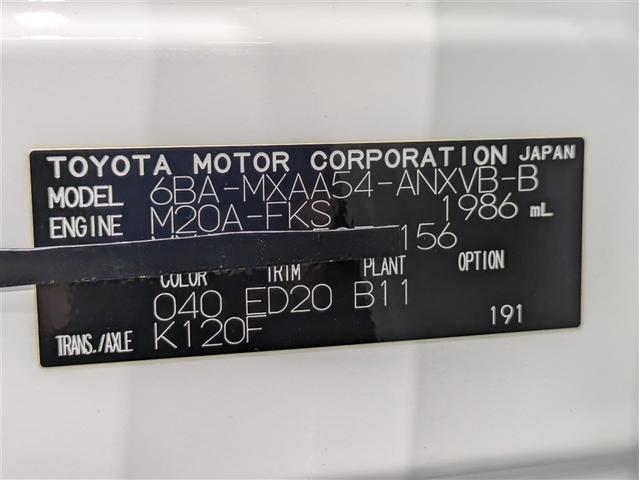 TOYOTA MOTOR CORPORATION JAPAN
MODEL 6BA-MXAA54-ANXVB-B
ENGINE M20A-FKS 1986 mL
156
COLOR TRIM PLANT OPTION
040 ED20 B11
TRANS./AXLE K120F 191